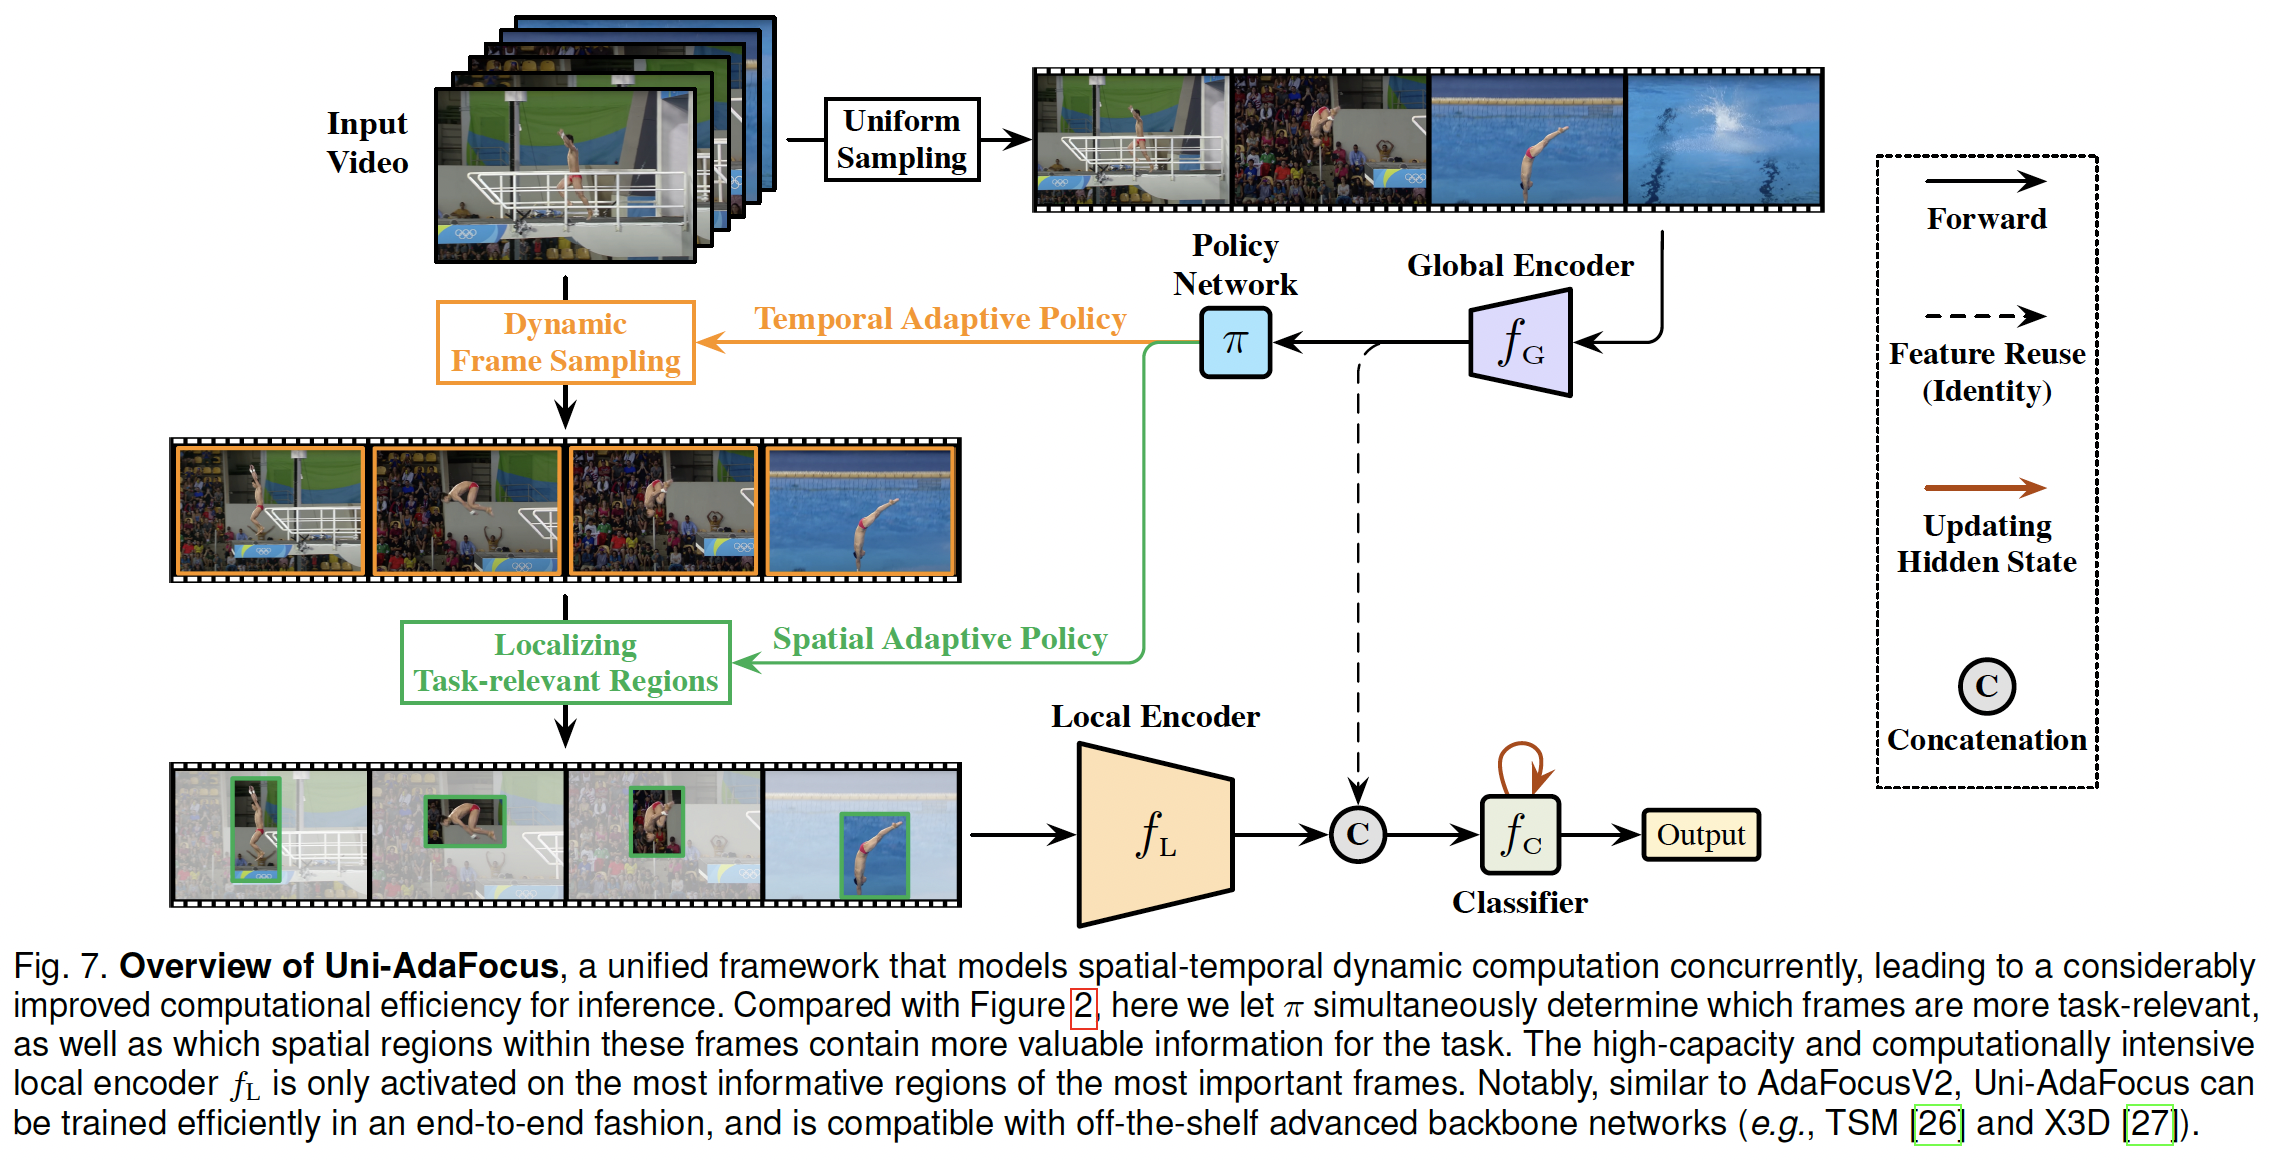 Input
Video
Uniform
Sampling
Policy
Network
Global Encoder
Forward
Dynamic
Frame Sampling
Temporal Adaptive Policy
π
f_G
Feature Reuse
(Identity)
Updating
Hidden State
Localizing
Task-relevant Regions
Spatial Adaptive Policy
C
Concatenation
Local Encoder
f_L
C
f_C
Output
Classifier
Fig. 7. Overview of Uni-AdaFocus, a unified framework that models spatial-temporal dynamic computation concurrently, leading to a considerably
improved computational efficiency for inference. Compared with Figure 2, here we let π simultaneously determine which frames are more task-relevant,
as well as which spatial regions within these frames contain more valuable information for the task. The high-capacity and computationally intensive
local encoder f_L is only activated on the most informative regions of the most important frames. Notably, similar to AdaFocusV2, Uni-AdaFocus can
be trained efficiently in an end-to-end fashion, and is compatible with off-the-shelf advanced backbone networks (e.g., TSM [26] and X3D [27]).